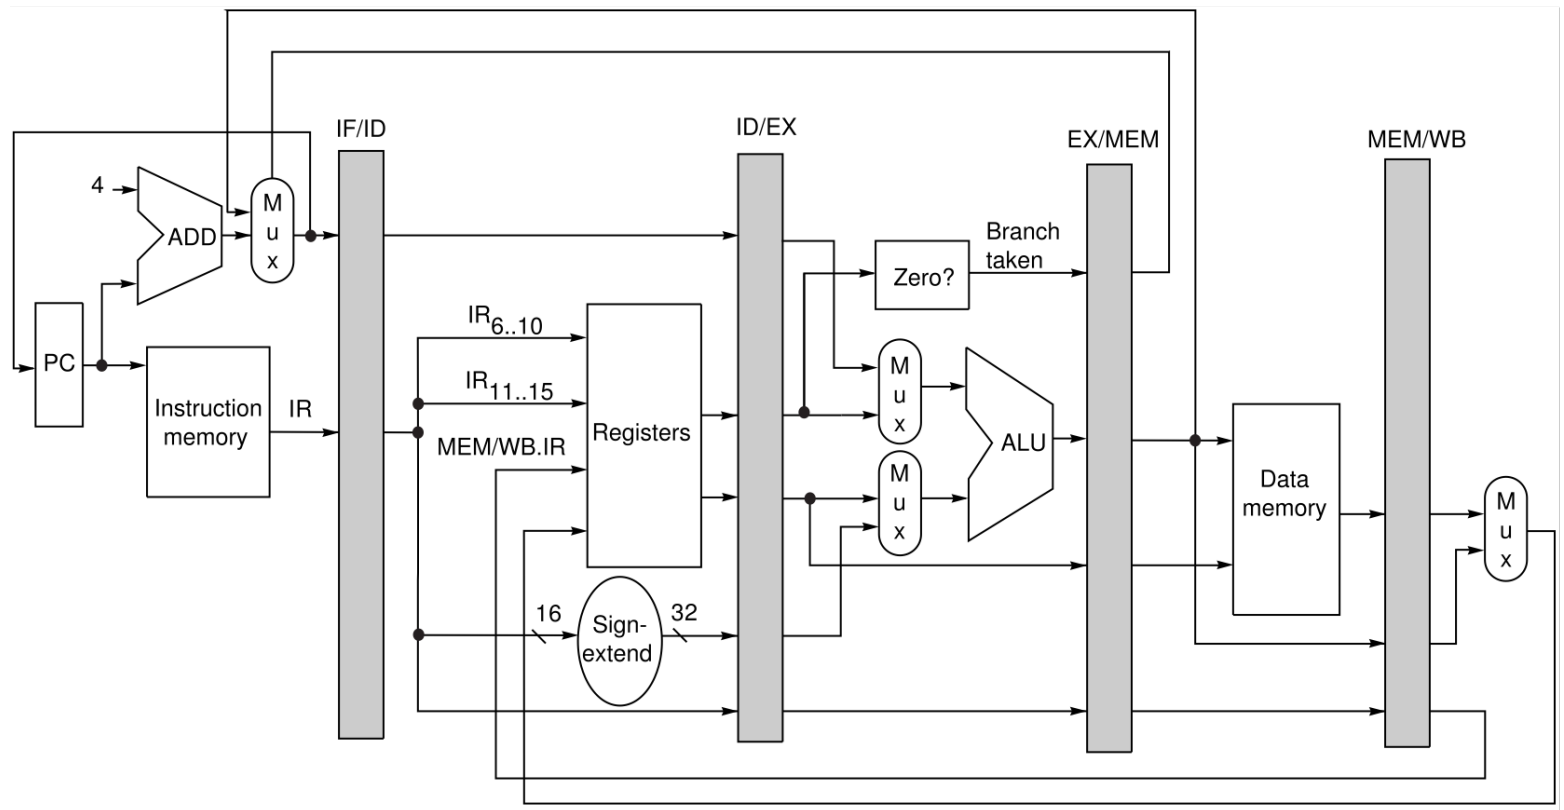 IF/ID
ID/EX
EX/MEM
MEM/WB
4
ADD
M
u
x
Branch
taken
Zero?
IR6..10
PC
M
u
x
IR11..15
Instruction
memory
IR
Registers
MEM/WB.IR
ALU
M
u
x
Data
memory
M
u
x
16
32
Sign-
extend